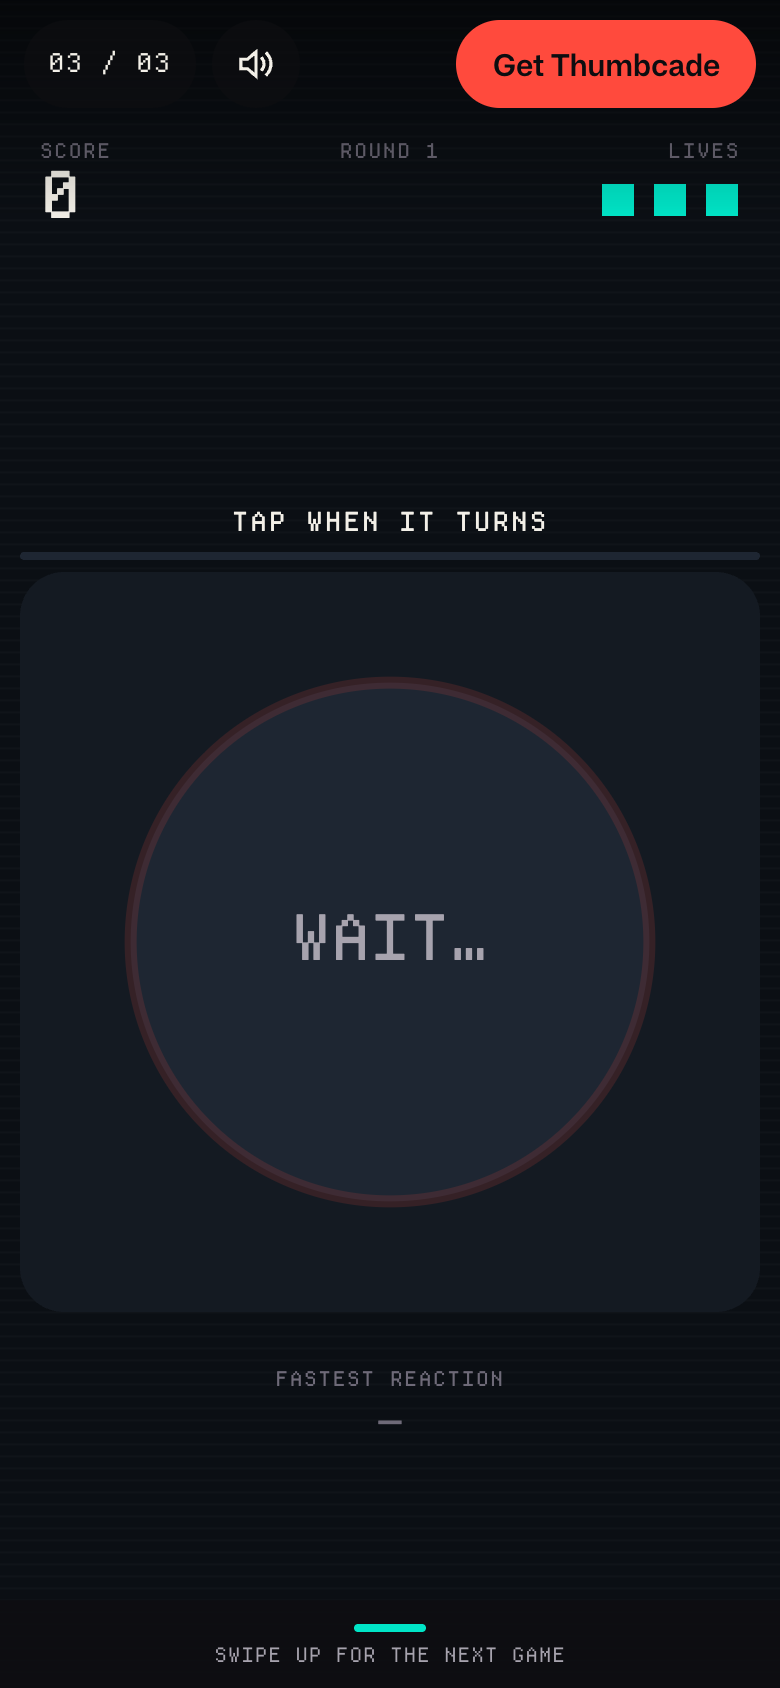 03 / 03
Get Thumbcade
SCORE
ROUND 1
LIVES
0
TAP WHEN IT TURNS
WAIT…
FASTEST REACTION
—
SWIPE UP FOR THE NEXT GAME